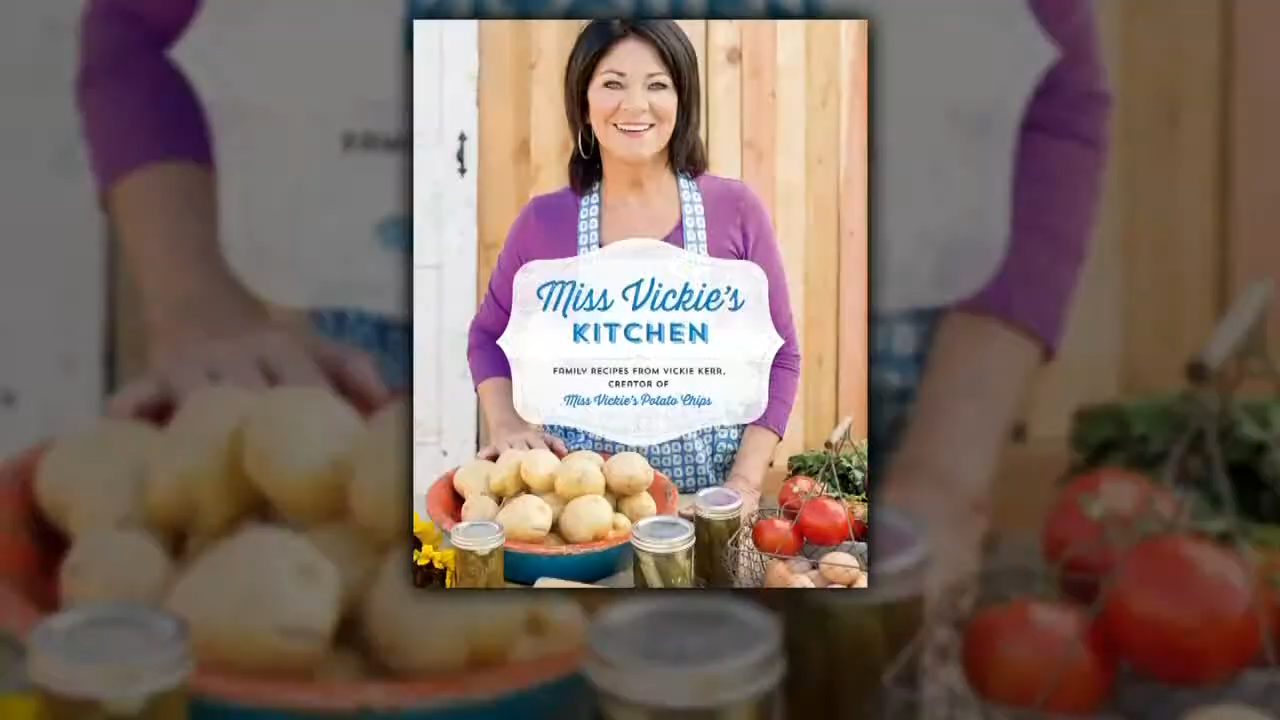 Miss Vickie's
KITCHEN
FAMILY RECIPES FROM VICKIE KERR,
CREATOR OF
Miss Vickie's Potato Chips